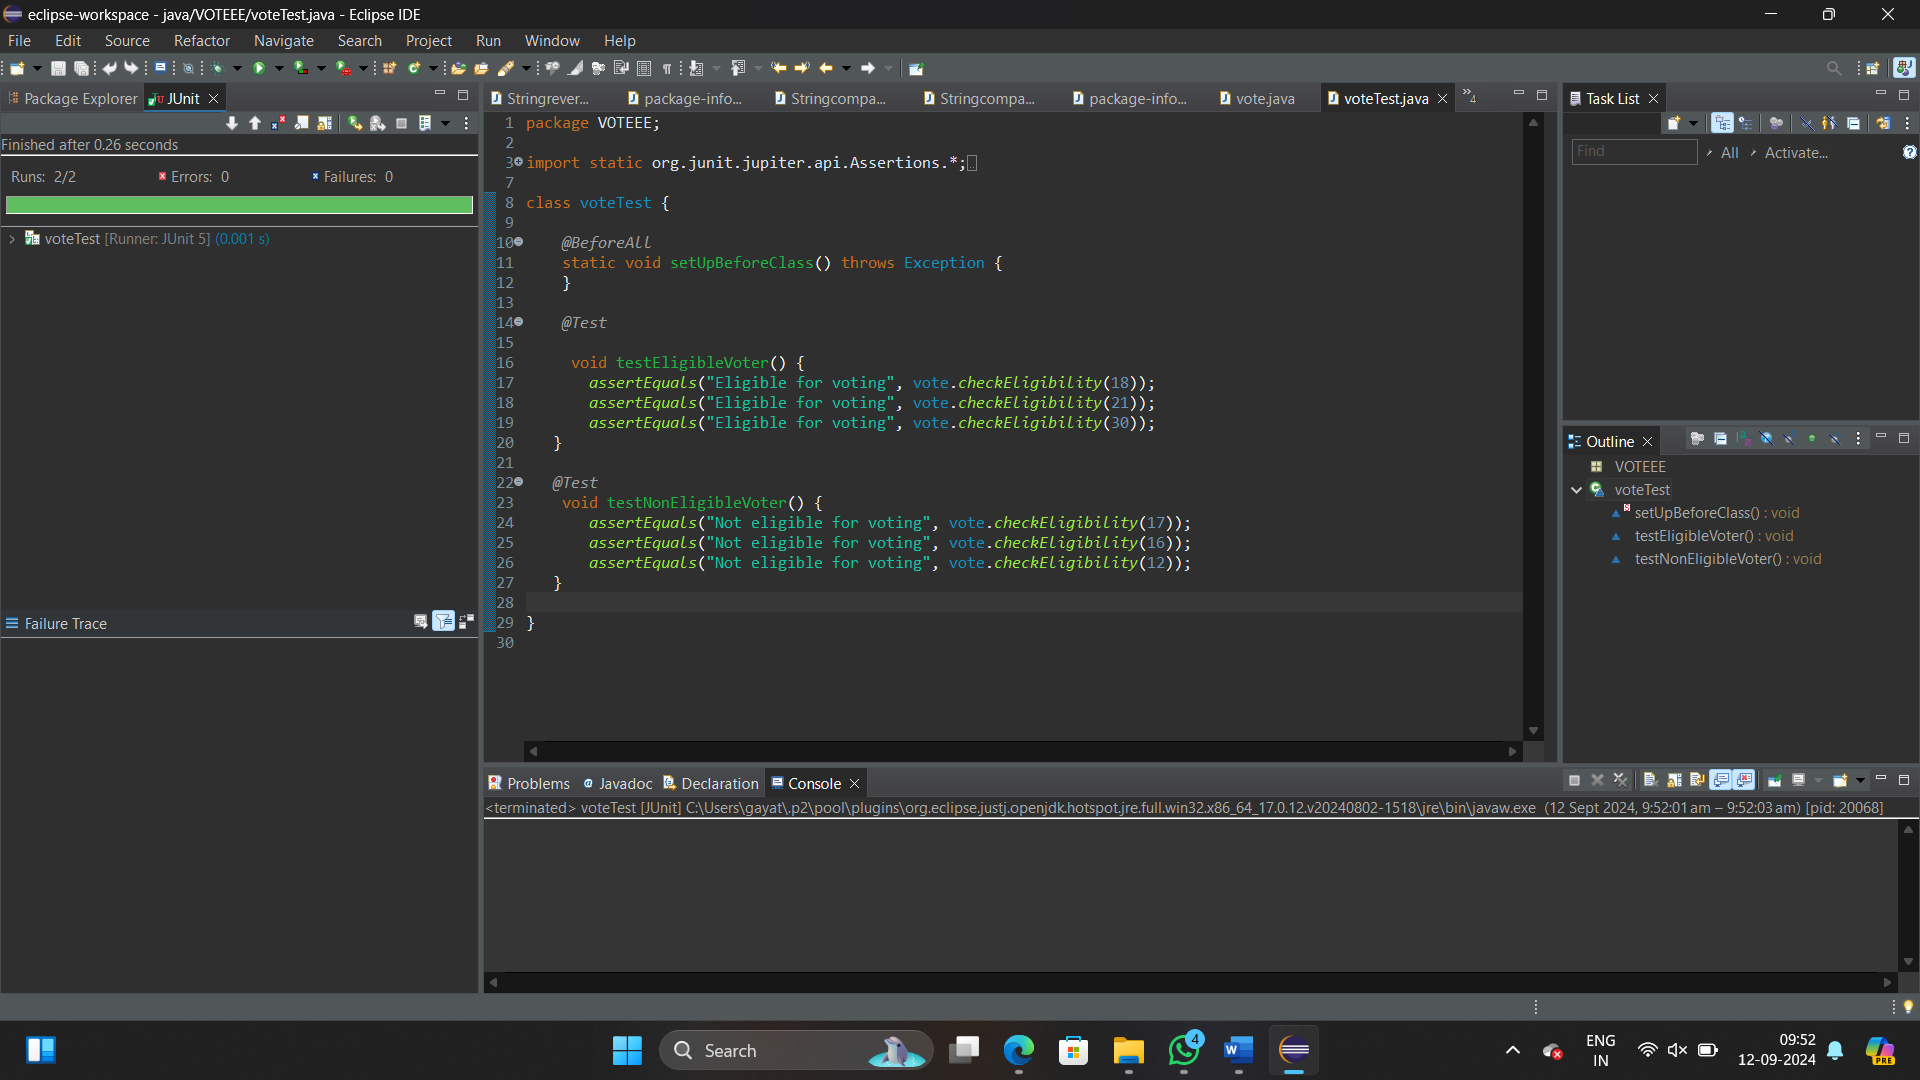 eclipse-workspace - java/VOTEEE/voteTest.java - Eclipse IDE
File Edit Source Refactor Navigate Search Project Run Window Help
Package Explorer JUnit
Finished after 0.26 seconds
Runs: 2/2 Errors: 0 Failures: 0
voteTest [Runner: JUnit 5] (0.001 s)
Failure Trace
Stringrever... package-info... Stringcompa... Stringcompa... package-info... vote.java voteTest.java »4
1 package VOTEEE;
2
3 import static org.junit.jupiter.api.Assertions.*;
7
8 class voteTest {
9
10 @BeforeAll
11 static void setUpBeforeClass() throws Exception {
12 }
13
14 @Test
15
16 void testEligibleVoter() {
17 assertEquals("Eligible for voting", vote.checkEligibility(18));
18 assertEquals("Eligible for voting", vote.checkEligibility(21));
19 assertEquals("Eligible for voting", vote.checkEligibility(30));
20 }
21
22 @Test
23 void testNonEligibleVoter() {
24 assertEquals("Not eligible for voting", vote.checkEligibility(17));
25 assertEquals("Not eligible for voting", vote.checkEligibility(16));
26 assertEquals("Not eligible for voting", vote.checkEligibility(12));
27 }
28
29 }
30
Task List
Find All Activate...
Outline
VOTEEE
voteTest
setUpBeforeClass() : void
testEligibleVoter() : void
testNonEligibleVoter() : void
Problems Javadoc Declaration Console
<terminated> voteTest [JUnit] C:\Users\gayat\.p2\pool\plugins\org.eclipse.justj.openjdk.hotspot.jre.full.win32.x86_64_17.0.12.v20240802-1518\jre\bin\javaw.exe (12 Sept 2024, 9:52:01 am – 9:52:03 am) [pid: 20068]
Search
4
ENG
IN
09:52
12-09-2024
PRE